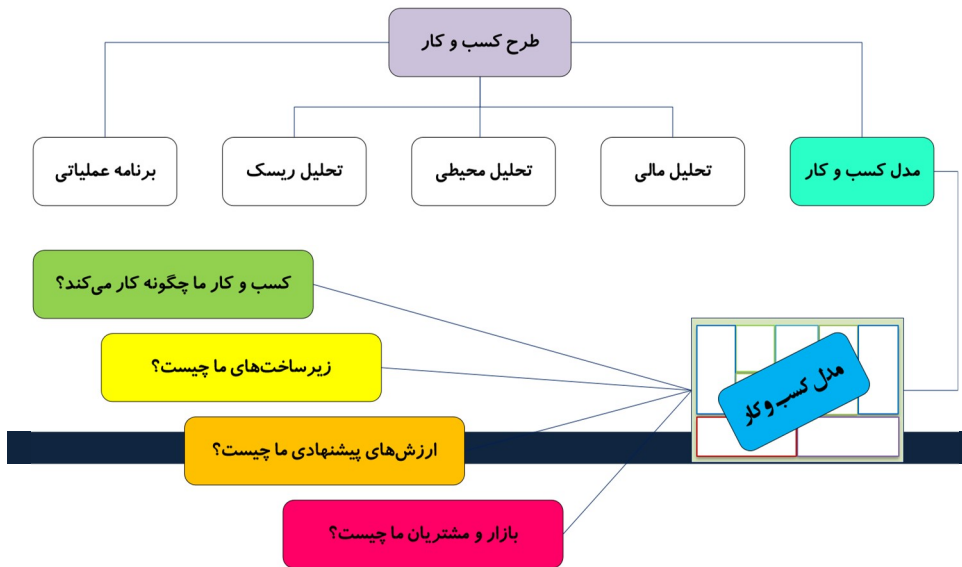 طرح کسب و کار
مدل کسب و کار
تحلیل مالی
تحلیل محیطی
تحلیل ریسک
برنامه عملیاتی
کسب و کار ما چگونه کار می‌کند؟
زیرساخت‌های ما چیست؟
مدل کسب و کار
ارزش‌های پیشنهادی ما چیست؟
بازار و مشتریان ما چیست؟